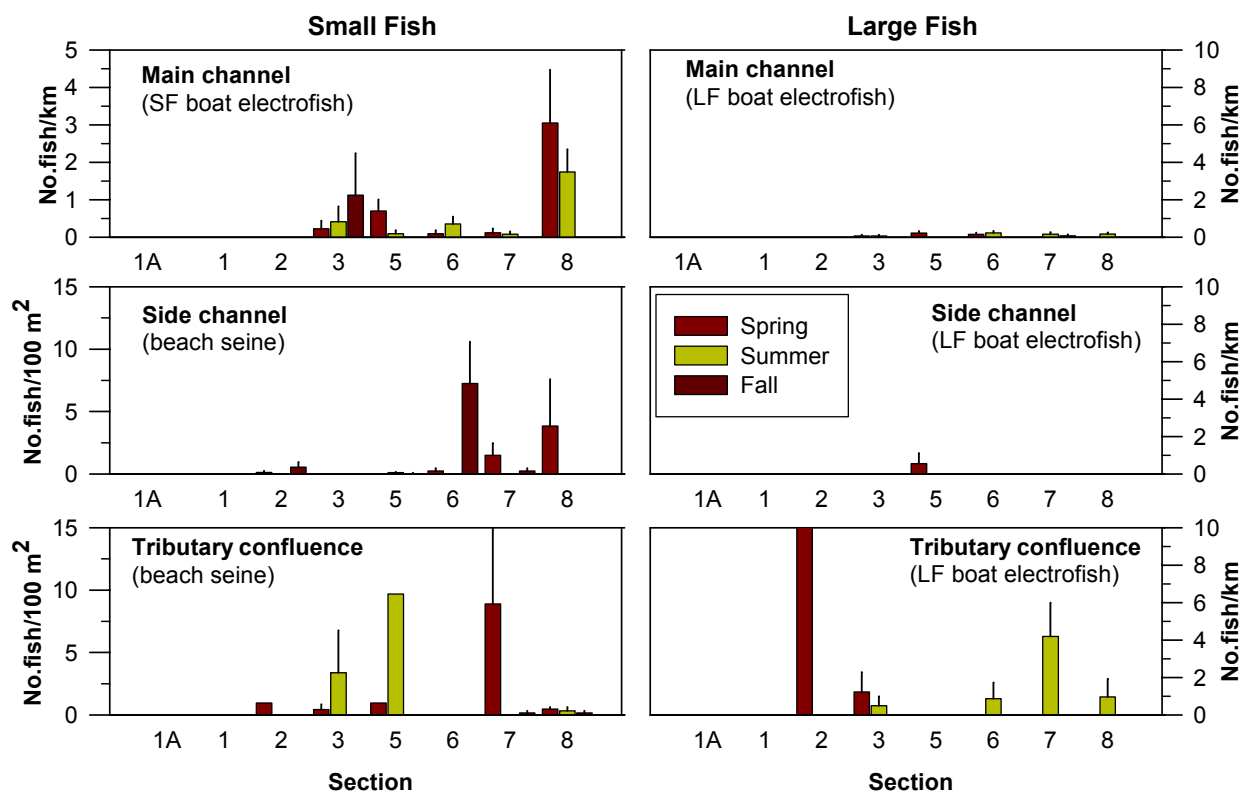 Small Fish
Large Fish
Main channel
(SF boat electrofish)
No.fish/km
5
4
3
2
1
0
1A 1 2 3 5 6 7 8
Main channel
(LF boat electrofish)
10
8
6
4
2
0
No.fish/km
1A 1 2 3 5 6 7 8
Side channel
(beach seine)
No.fish/100 m²
15
10
5
0
1A 1 2 3 5 6 7 8
Spring
Summer
Fall
Side channel
(LF boat electrofish)
10
8
6
4
2
0
No.fish/km
1A 1 2 3 5 6 7 8
Tributary confluence
(beach seine)
No.fish/100 m²
15
10
5
0
1A 1 2 3 5 6 7 8
Section
Tributary confluence
(LF boat electrofish)
10
8
6
4
2
0
No.fish/km
1A 1 2 3 5 6 7 8
Section